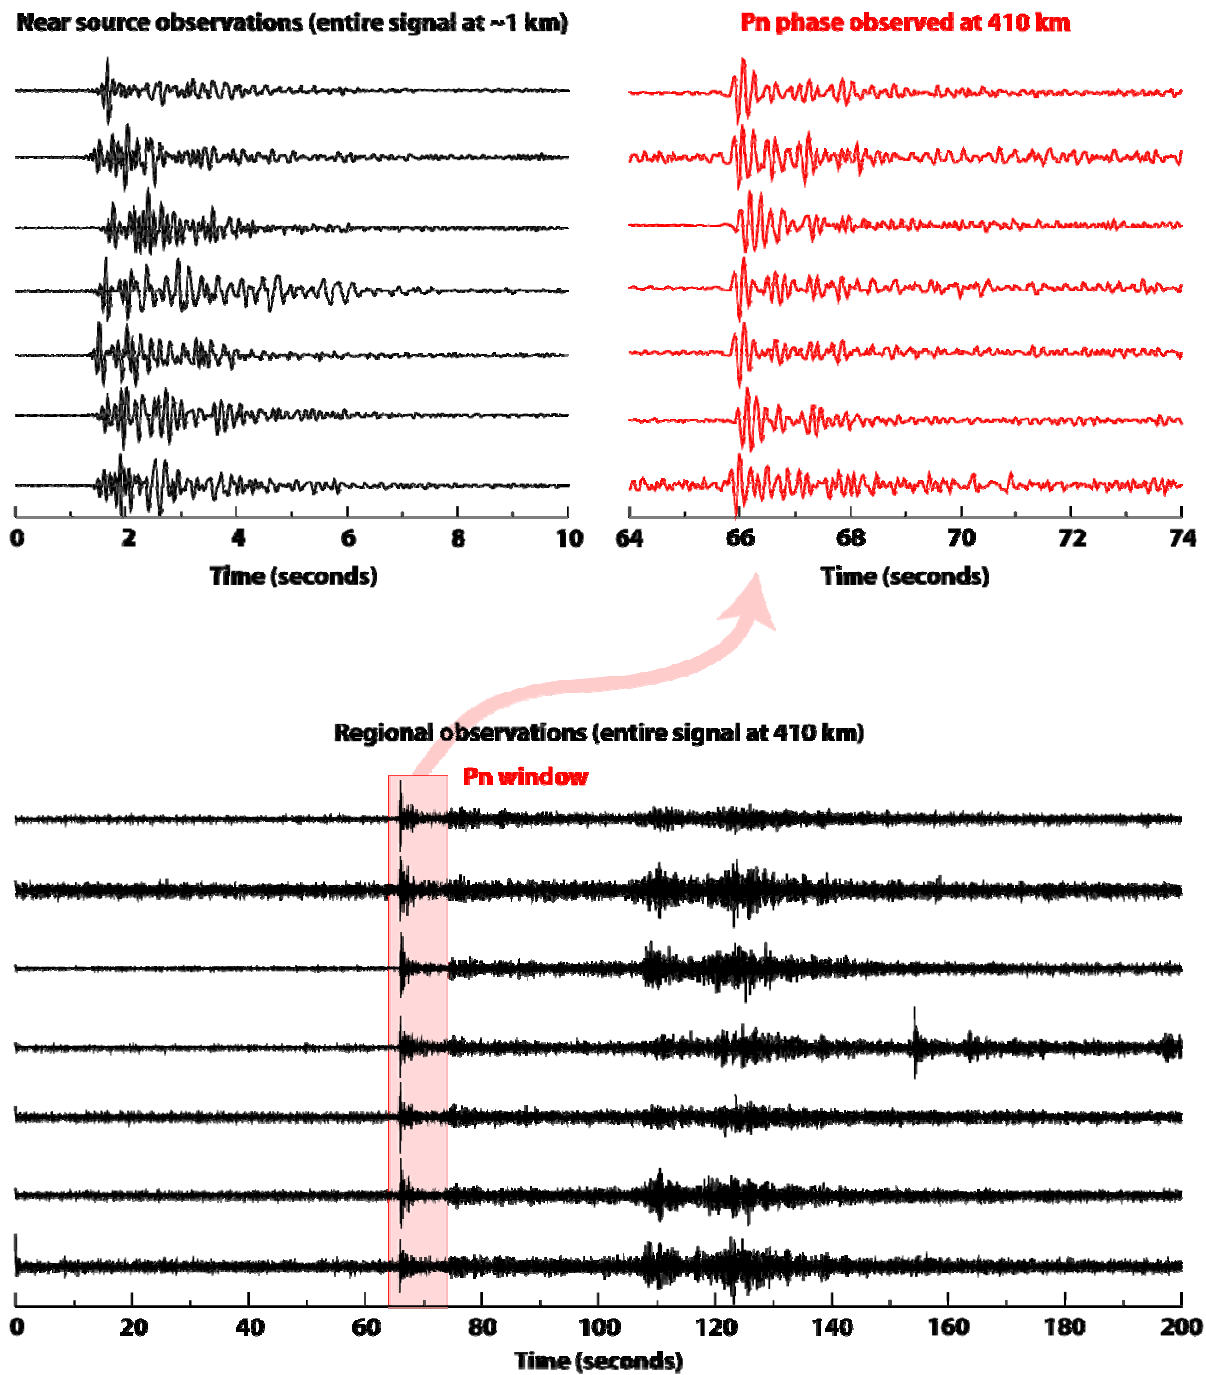 Near source observations (entire signal at ~1 km)
Pn phase observed at 410 km
0 2 4 6 8 10
64 66 68 70 72 74
Time (seconds)
Time (seconds)
Regional observations (entire signal at 410 km)
Pn window
0 20 40 60 80 100 120 140 160 180 200
Time (seconds)